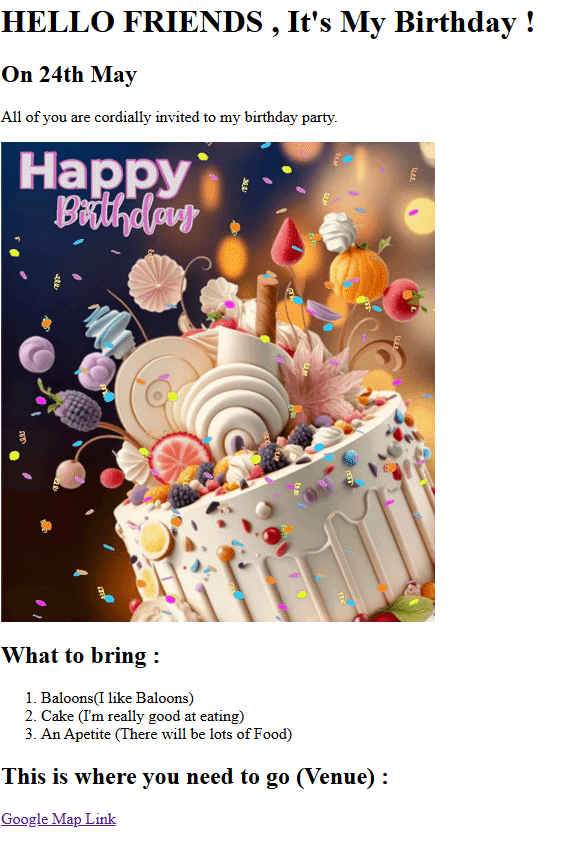 HELLO FRIENDS , It's My Birthday !
On 24th May
All of you are cordially invited to my birthday party.
Happy
Birthday
What to bring :
1. Baloons(I like Baloons)
2. Cake (I'm really good at eating)
3. An Apetite (There will be lots of Food)
This is where you need to go (Venue) :
Google Map Link